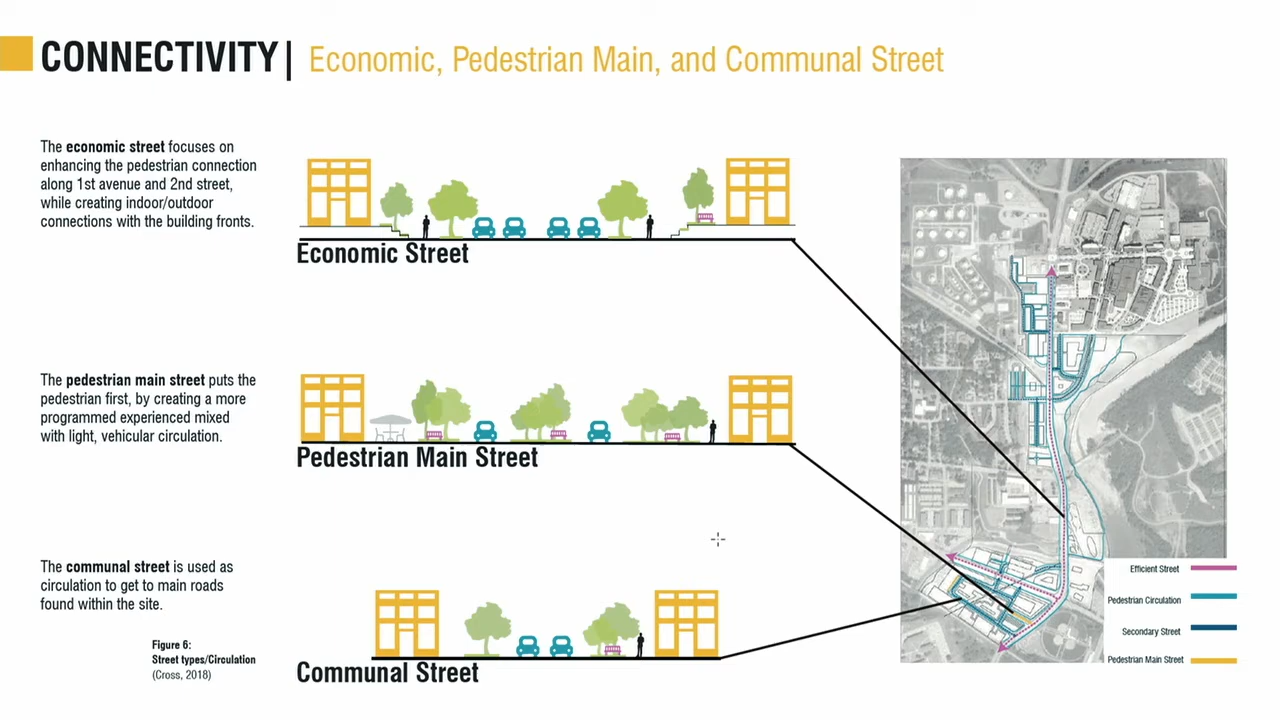 CONNECTIVITY| Economic, Pedestrian Main, and Communal Street
The economic street focuses on
enhancing the pedestrian connection
along 1st avenue and 2nd street,
while creating indoor/outdoor
connections with the building fronts.
Economic Street
The pedestrian main street puts the
pedestrian first, by creating a more
programmed experienced mixed
with light, vehicular circulation.
Pedestrian Main Street
The communal street is used as
circulation to get to main roads
found within the site.
Communal Street
Figure 6:
Street types/Circulation
(Cross, 2018)
Efficient Street
Pedestrian Circulation
Secondary Street
Pedestrian Main Street